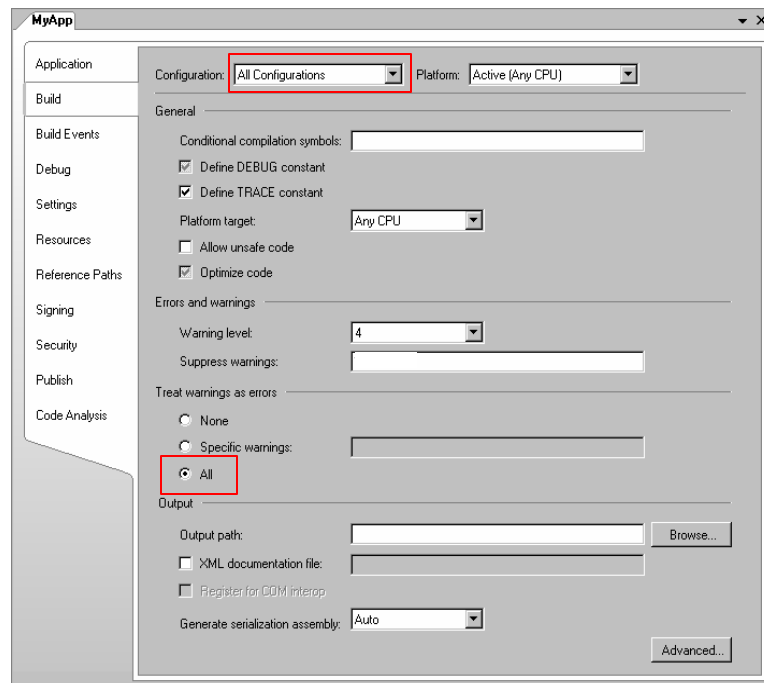 MyApp
Application
Build
Build Events
Debug
Settings
Resources
Reference Paths
Signing
Security
Publish
Code Analysis
Configuration: All Configurations Platform: Active (Any CPU)
General
Conditional compilation symbols:
Define DEBUG constant
Define TRACE constant
Platform target: Any CPU
Allow unsafe code
Optimize code
Errors and warnings
Warning level: 4
Suppress warnings:
Treat warnings as errors
None
Specific warnings:
All
Output
Output path: Browse...
XML documentation file:
Register for COM interop
Generate serialization assembly: Auto
Advanced...